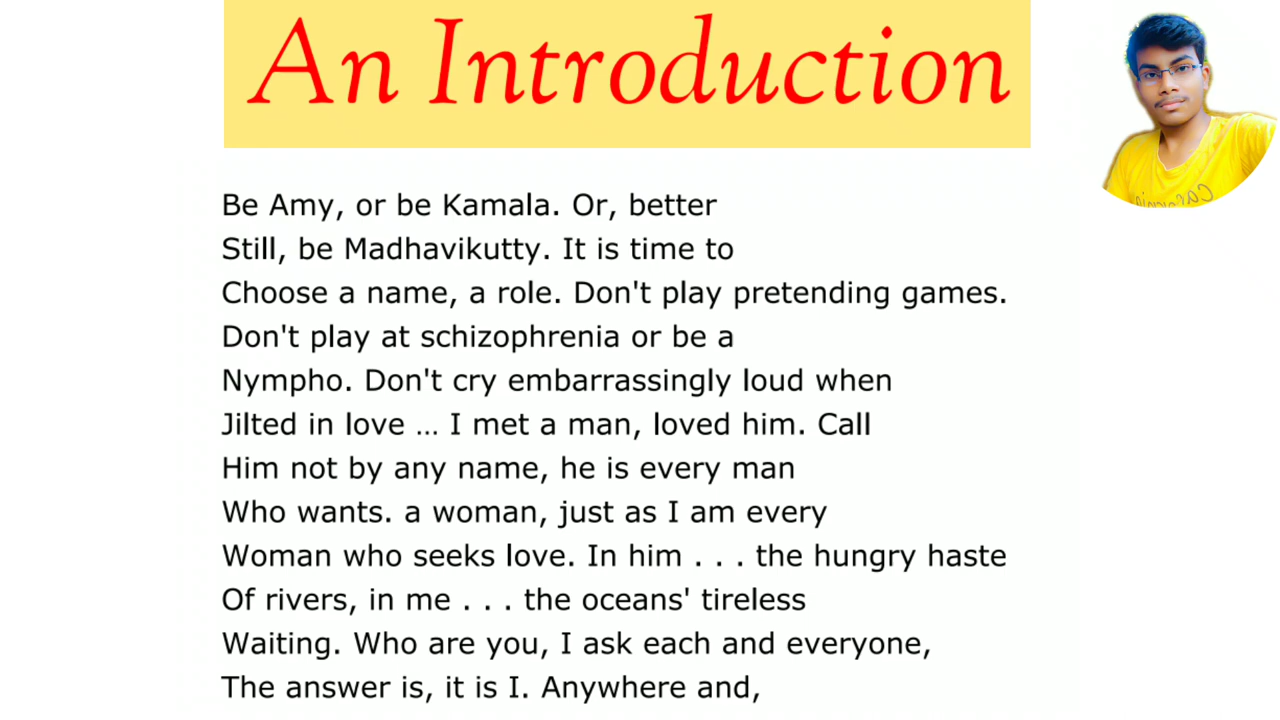 An Introduction
Be Amy, or be Kamala. Or, better
Still, be Madhavikutty. It is time to
Choose a name, a role. Don't play pretending games.
Don't play at schizophrenia or be a
Nympho. Don't cry embarrassingly loud when
Jilted in love … I met a man, loved him. Call
Him not by any name, he is every man
Who wants. a woman, just as I am every
Woman who seeks love. In him . . . the hungry haste
Of rivers, in me . . . the oceans' tireless
Waiting. Who are you, I ask each and everyone,
The answer is, it is I. Anywhere and,